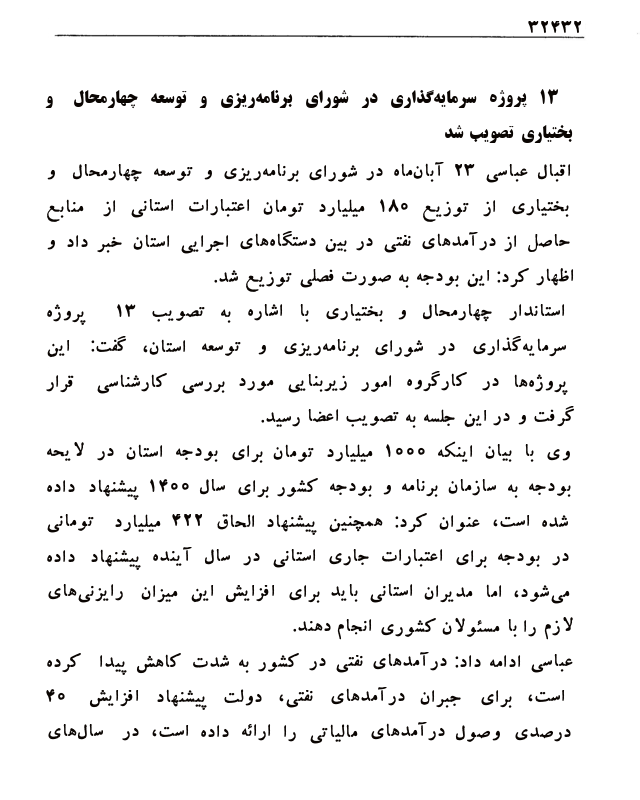 ۳۲۴۳۲
۱۳ پروژه سرمایه‌گذاری در شورای برنامه‌ریزی و توسعه چهارمحال و
بختیاری تصویب شد
اقبال عباسی ۲۳ آبان‌ماه در شورای برنامه‌ریزی و توسعه چهارمحال و
بختیاری از توزیع ۱۸۰ میلیارد تومان اعتبارات استانی از منابع
حاصل از درآمدهای نفتی در بین دستگاه‌های اجرایی استان خبر داد و
اظهار کرد: این بودجه به صورت فصلی توزیع شد.
استاندار چهارمحال و بختیاری با اشاره به تصویب ۱۳ پروژه
سرمایه‌گذاری در شورای برنامه‌ریزی و توسعه استان، گفت: این
پروژه‌ها در کارگروه امور زیربنایی مورد بررسی کارشناسی قرار
گرفت و در این جلسه به تصویب اعضا رسید.
وی با بیان اینکه ۱۰۰۰ میلیارد تومان برای بودجه استان در لایحه
بودجه به سازمان برنامه و بودجه کشور برای سال ۱۴۰۰ پیشنهاد داده
شده است، عنوان کرد: همچنین پیشنهاد الحاق ۴۲۲ میلیارد تومانی
در بودجه برای اعتبارات جاری استانی در سال آینده پیشنهاد داده
می‌شود، اما مدیران استانی باید برای افزایش این میزان رایزنی‌های
لازم را با مسئولان کشوری انجام دهند.
عباسی ادامه داد: درآمدهای نفتی در کشور به شدت کاهش پیدا کرده
است، برای جبران درآمدهای نفتی، دولت پیشنهاد افزایش ۴۰
درصدی وصول درآمدهای مالیاتی را ارائه داده است، در سال‌های